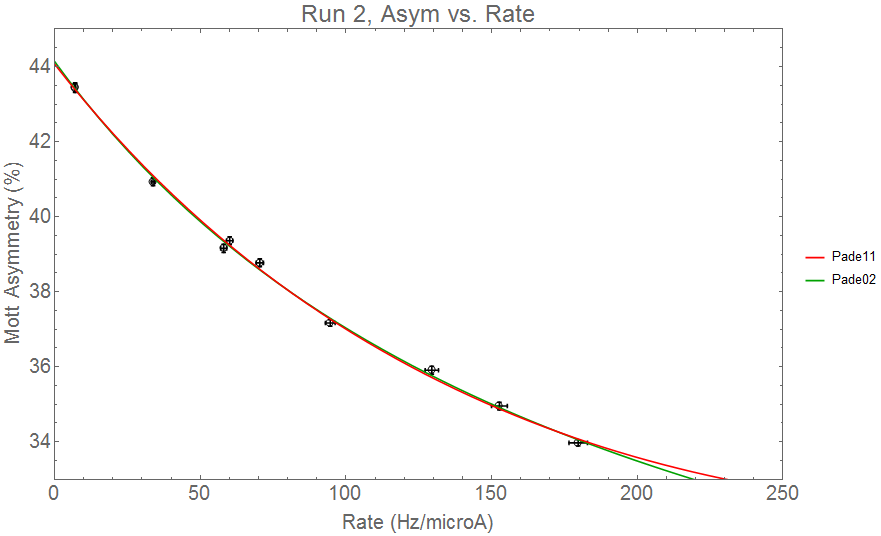 Run 2, Asym vs. Rate
44
42
40
38
36
34
Mott Asymmetry (%)
0 50 100 150 200 250
Rate (Hz/microA)
Pade11
Pade02